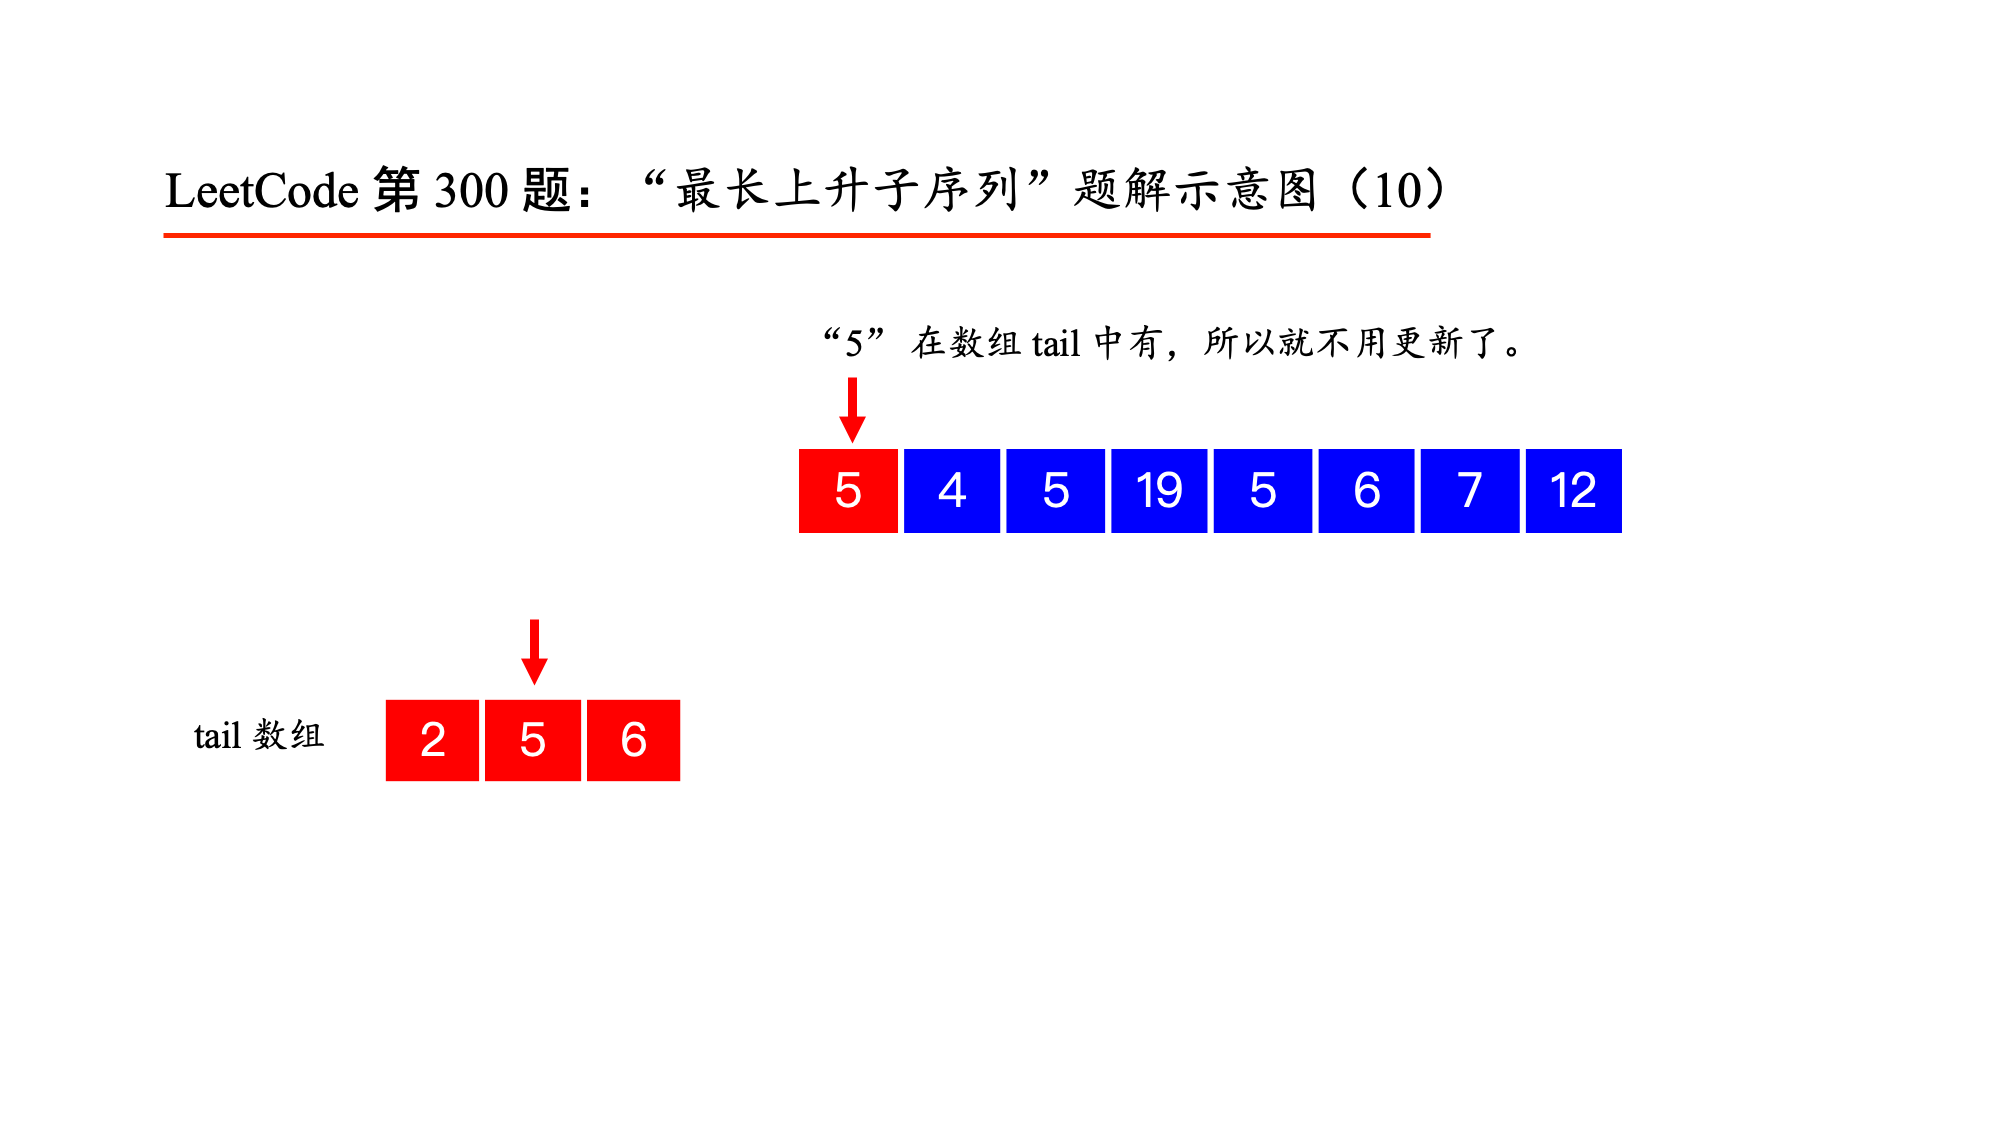 LeetCode 第 300 题：“最长上升子序列”题解示意图（10）
“5” 在数组 tail 中有，所以就不用更新了。
5 4 5 19 5 6 7 12
tail 数组 2 5 6